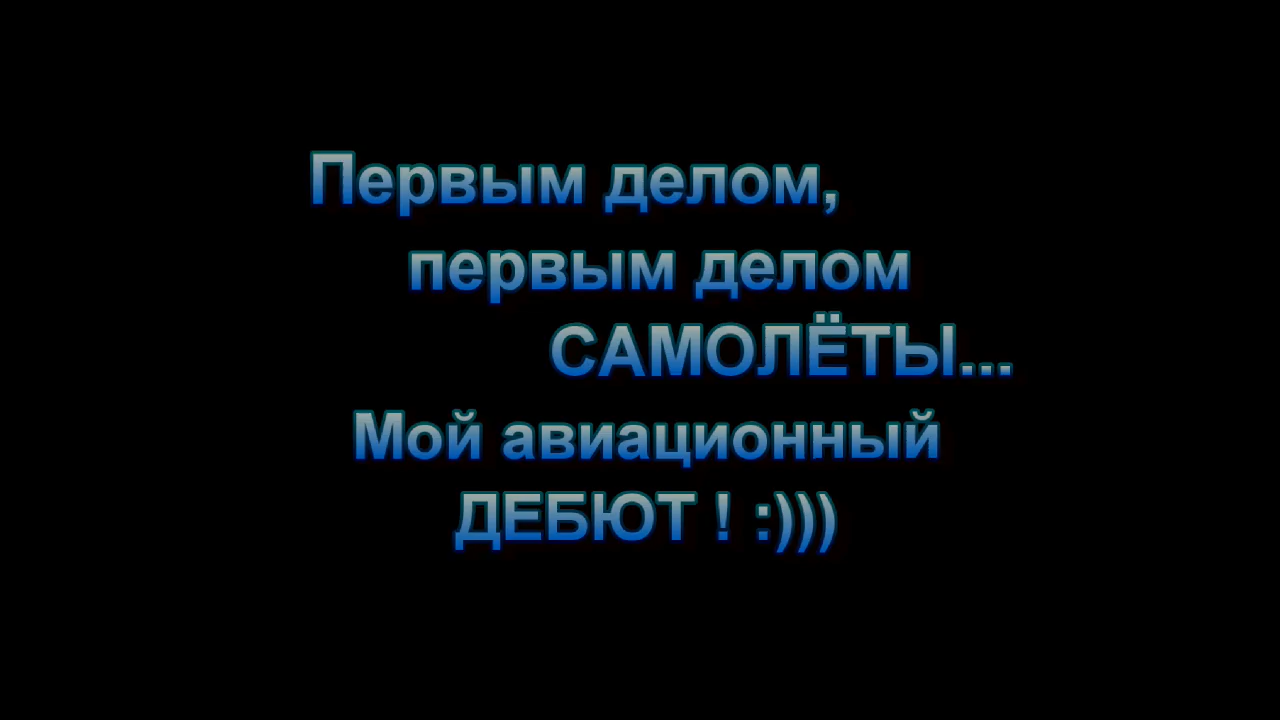 Первым делом,
первым делом
САМОЛЁТЫ...
Мой авиационный
ДЕБЮТ ! :)))